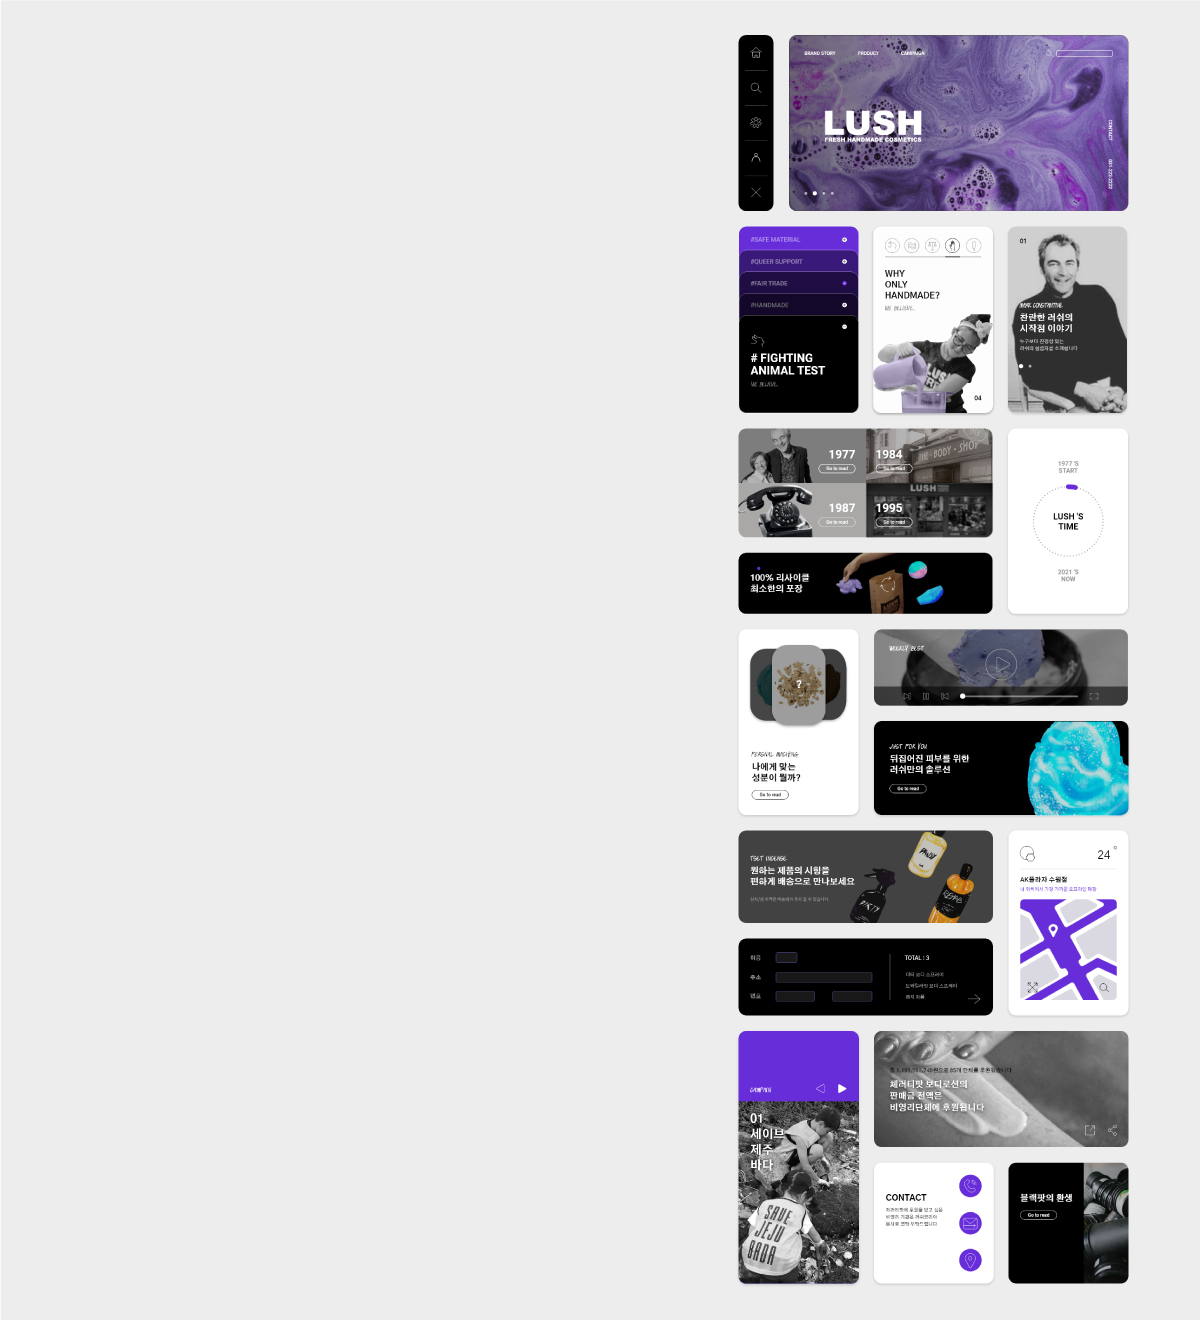 BRAND STORY
PRODUCT
CAMPAIGN
LUSH
FRESH HANDMADE COSMETICS
CONTACT
#SAFE MATERIAL
#QUEER SUPPORT
#FAIR TRADE
#HANDMADE
# FIGHTING
ANIMAL TEST
WE BELIEVE..
WHY
ONLY
HANDMADE?
WE BELIEVE..
LUSH
04
01
MARK CONSTANTINE
찬란한 러쉬의
시작점 이야기
1977
Go to read
1984
Go to read
THE · BODY · SHOP
1987
Go to read
LUSH
1995
Go to read
1977 'S
START
LUSH 'S
TIME
2021 'S
NOW
100% 리사이클
최소한의 포장
?
나에게 맞는
성분이 뭘까?
Go to read
WEEKLY BEST
JUST FOR YOU
뒤집어진 피부를 위한
러쉬만의 솔루션
Go to read
원하는 제품의 시향을
편하게 배송으로 만나보세요
DIRTY
24°
AK플라자 수원점
주소
TOTAL : 3
CAMPAIGN
01
세이브
제주
바다
SAVE
JEJU
BADA
채러티팟 보디로션의
판매금 전액은
비영리단체에 후원됩니다
CONTACT
블랙팟의 환생
Go to read